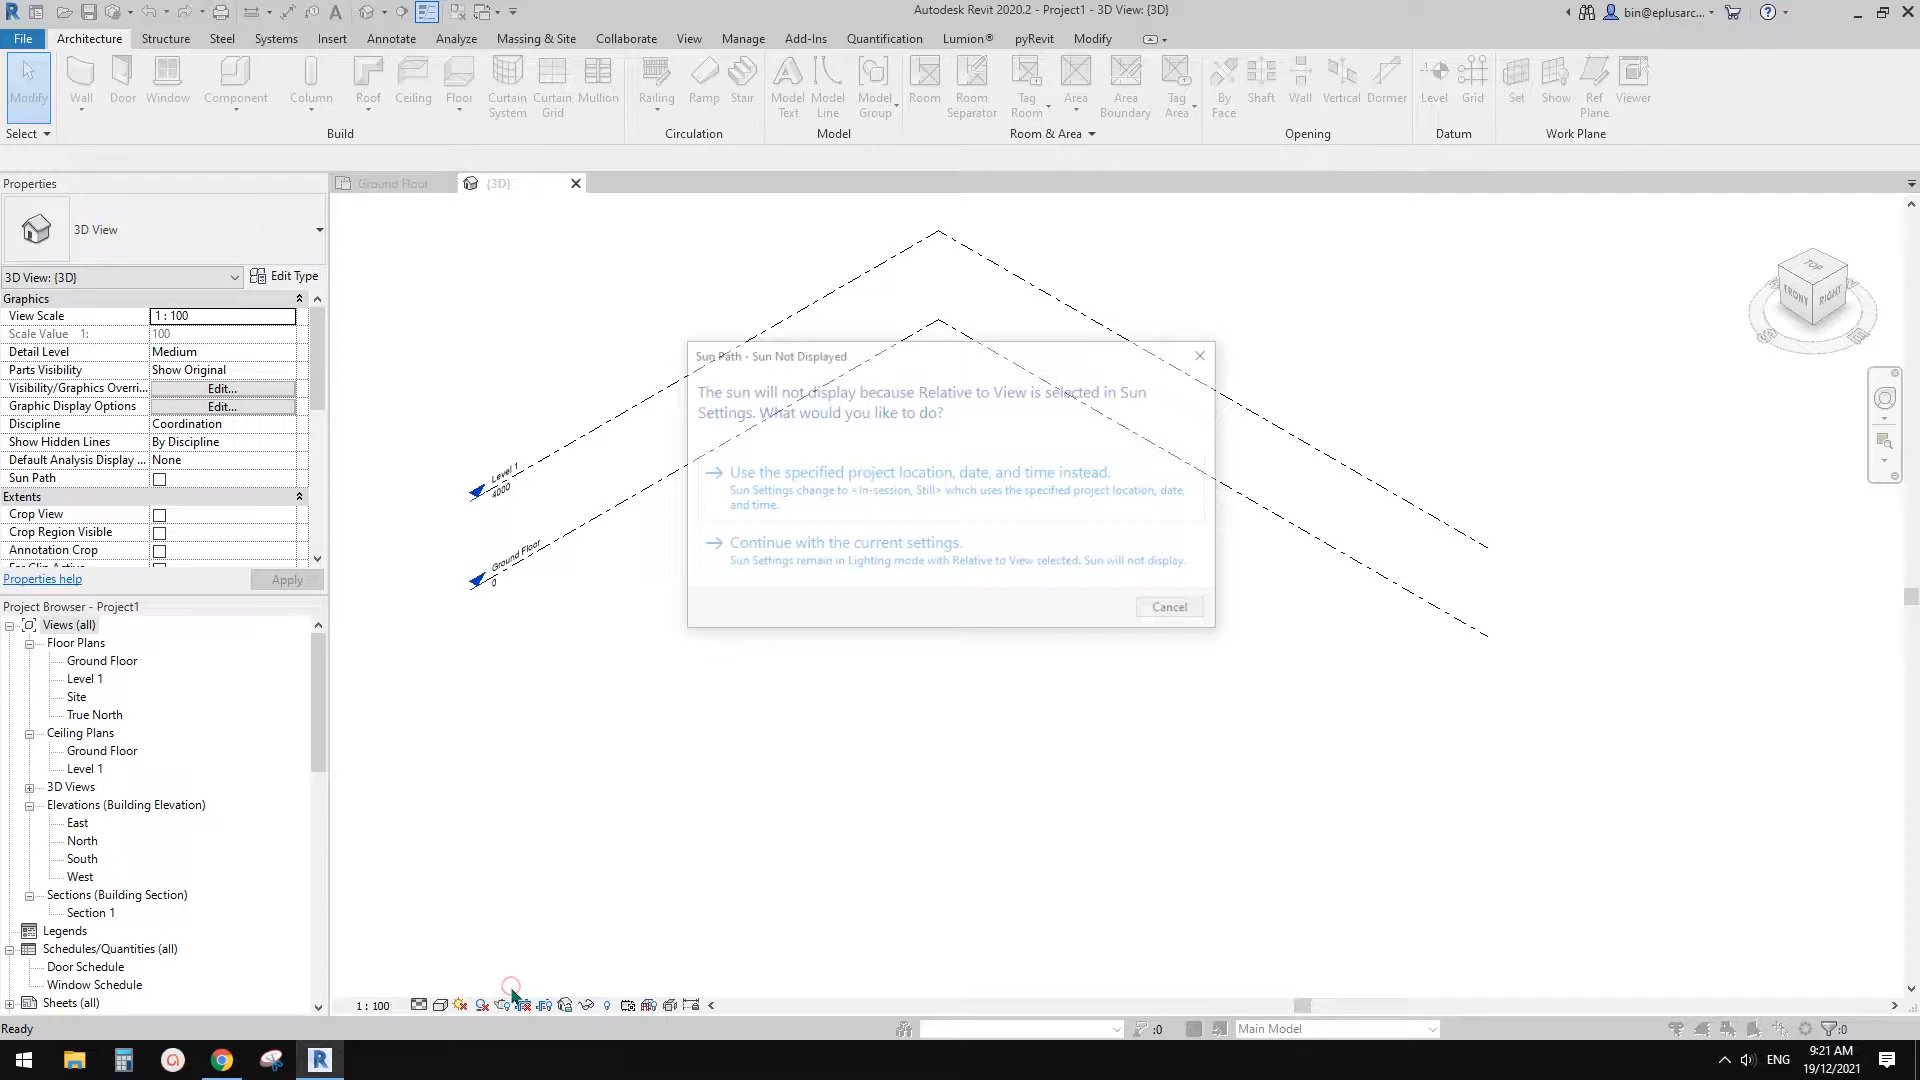 Autodesk Revit 2020.2 - Project1 - 3D View: {3D}
bin@eplusarc...
File Architecture Structure Steel Systems Insert Annotate Analyze Massing & Site Collaborate View Manage Add-Ins Quantification Lumion® pyRevit Modify
Modify Wall Door Window Component Column Roof Ceiling Floor Curtain System Curtain Grid Mullion Railing Ramp Stair Model Text Model Line Model Group Room Room Separator Tag Room Area Area Boundary Tag Area By Face Shaft Wall Vertical Dormer Level Grid Set Show Ref Plane Viewer
Select Build Circulation Model Room & Area Opening Datum Work Plane
Properties
Ground Floor
{3D}
3D View
3D View: {3D}
Edit Type
Graphics
View Scale 1 : 100
Scale Value 1: 100
Detail Level Medium
Parts Visibility Show Original
Visibility/Graphics Overri... Edit...
Graphic Display Options Edit...
Discipline Coordination
Show Hidden Lines By Discipline
Default Analysis Display ... None
Sun Path
Extents
Crop View
Crop Region Visible
Annotation Crop
Properties help
Apply
Project Browser - Project1
Views (all)
Floor Plans
Ground Floor
Level 1
Site
True North
Ceiling Plans
Ground Floor
Level 1
3D Views
Elevations (Building Elevation)
East
North
South
West
Sections (Building Section)
Section 1
Legends
Schedules/Quantities (all)
Door Schedule
Window Schedule
Sheets (all)
Level 1
4000
Ground Floor
0
Sun Path - Sun Not Displayed
The sun will not display because Relative to View is selected in Sun
Settings. What would you like to do?
Use the specified project location, date, and time instead.
Sun Settings change to <In-session, Still> which uses the specified project location, date,
and time.
Continue with the current settings.
Sun Settings remain in Lighting mode with Relative to View selected. Sun will not display.
Cancel
TOP
FRONT
RIGHT
1 : 100
Ready
:0
Main Model
:0
ENG
9:21 AM
19/12/2021